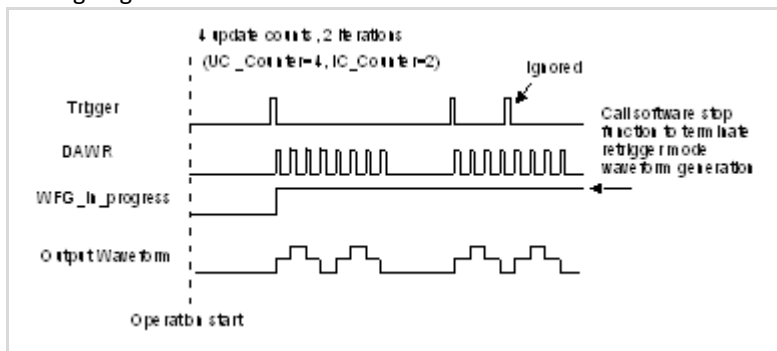 4 update counts, 2 Iterations
(UC_Counter=4, IC_Counter=2)
Ignored
Trigger
Call software stop
function to terminate
retrigger mode
waveform generation
DAWR
WFG_in_progress
Output Waveform
Operation start